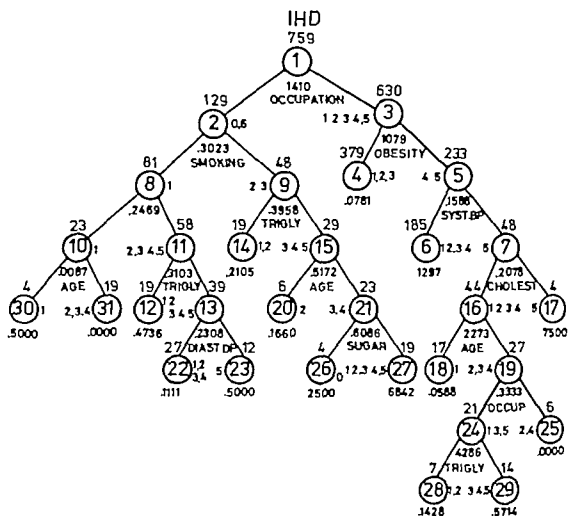 IHD
759
1
.1410
OCCUPATION
129 630
2 0,6 1 2 3 4,5 3
.3023 .1079
SMOKING OBESITY
81 48 379 233
8 1 2 3 9 4 1,2,3 4 5 5
.2469 .3958 .0781 .1588
TRIGLY SYST.BP
23 58 19 29 185 48
10 1 2,3 4,5 11 14 1,2 3 4 5 15 6 1 2,3 4 5 7
.0087 .3103 .2105 .5172 .1297 .2078
AGE TRIGLY AGE CHOLEST
4 19 19 39 6 23 44 4
30 1 2,3,4 31 12 1 2 3 4 5 13 20 2 3,4 21 16 1 2 3 4 5 17
.5000 .0000 .4736 .2308 .1660 .6086 .2273 .7500
DIAST.DP SUGAR AGE
27 12 4 19 17 27
22 1,2 3,4 5 23 26 0 1 2,3 4,5 27 18 1 2,3 4 19
.1111 .5000 .2500 .6842 .0588 .3333
OCCUP
21 6
24 1 3,5 2,4 25
.4286 .0000
TRIGLY
7 14
28 1,2 3 4,5 29
.1428 .5714